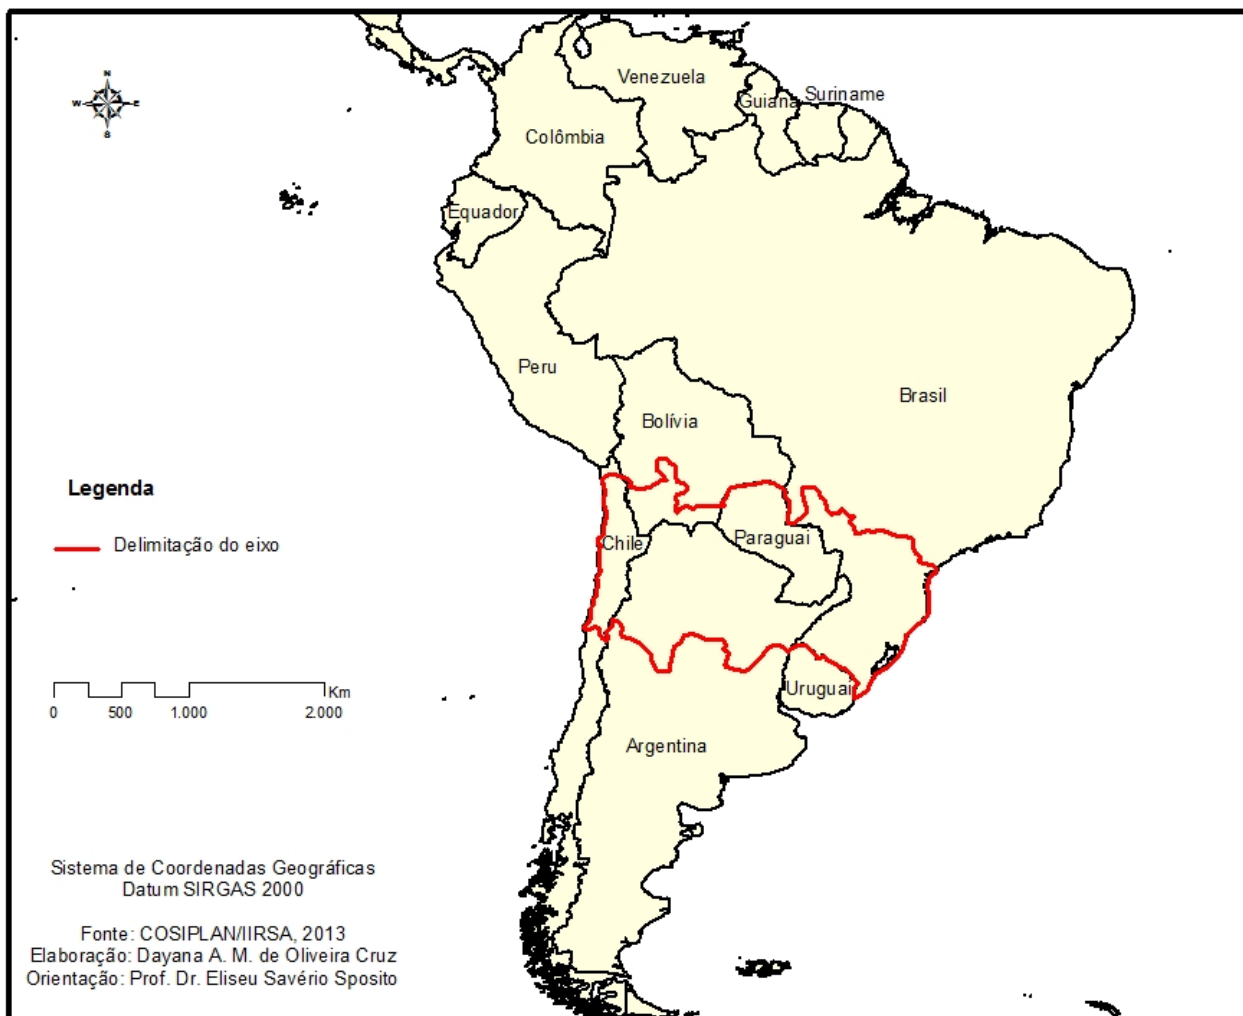 N
W E
S
Venezuela
Guiana
Suriname
Colômbia
Equador
Peru
Brasil
Bolívia
Legenda
Delimitação do eixo
Paraguai
Chile
Uruguai
Km
0 500 1.000 2.000
Argentina
Sistema de Coordenadas Geográficas
Datum SIRGAS 2000
Fonte: COSIPLAN/IIRSA, 2013
Elaboração: Dayana A. M. de Oliveira Cruz
Orientação: Prof. Dr. Eliseu Savério Sposito